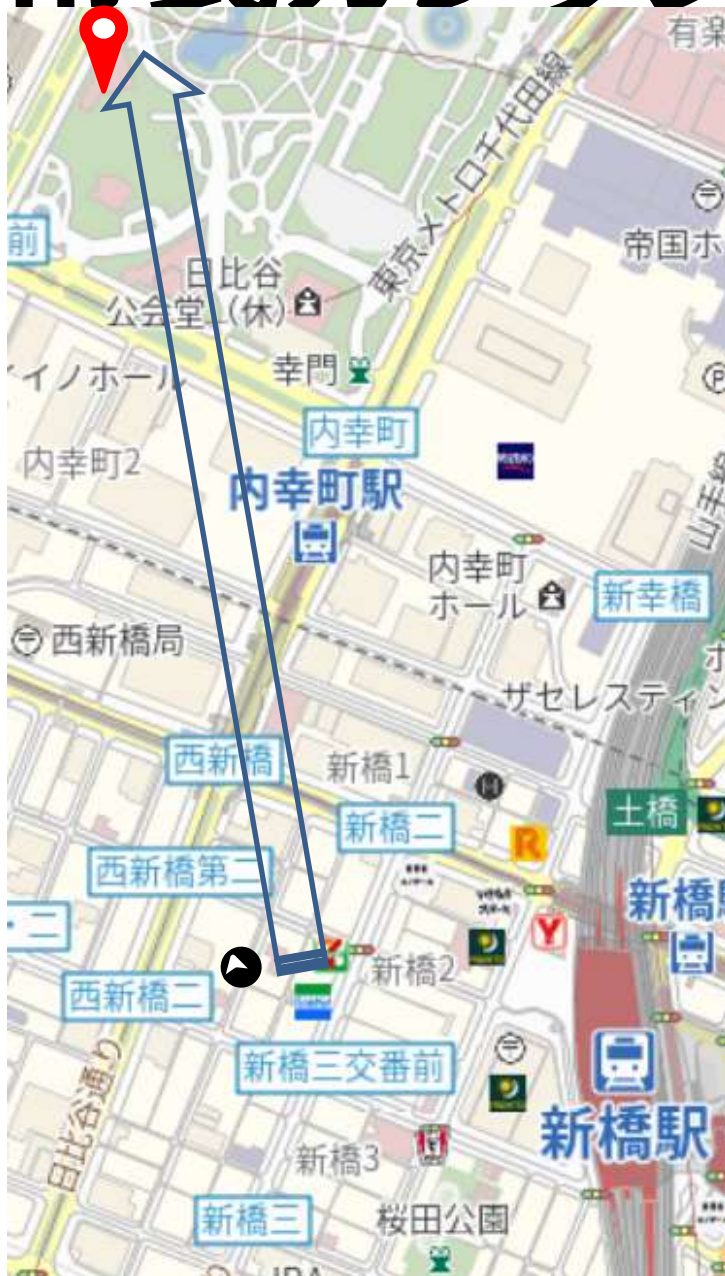 有楽
東京メトロ千代田線
帝国ホ
前
日比谷
公会堂(休)
イイノホール
幸門
内幸町
内幸町2
内幸町駅
山手線
内幸町
ホール
新幸橋
西新橋局
ホ
ザセレスティン
西新橋
新橋1
土橋
新橋二
西新橋第二
新橋駅
・二
新橋2
西新橋二
新橋三交番前
日比谷通り
新橋駅
新橋3
新橋三
桜田公園